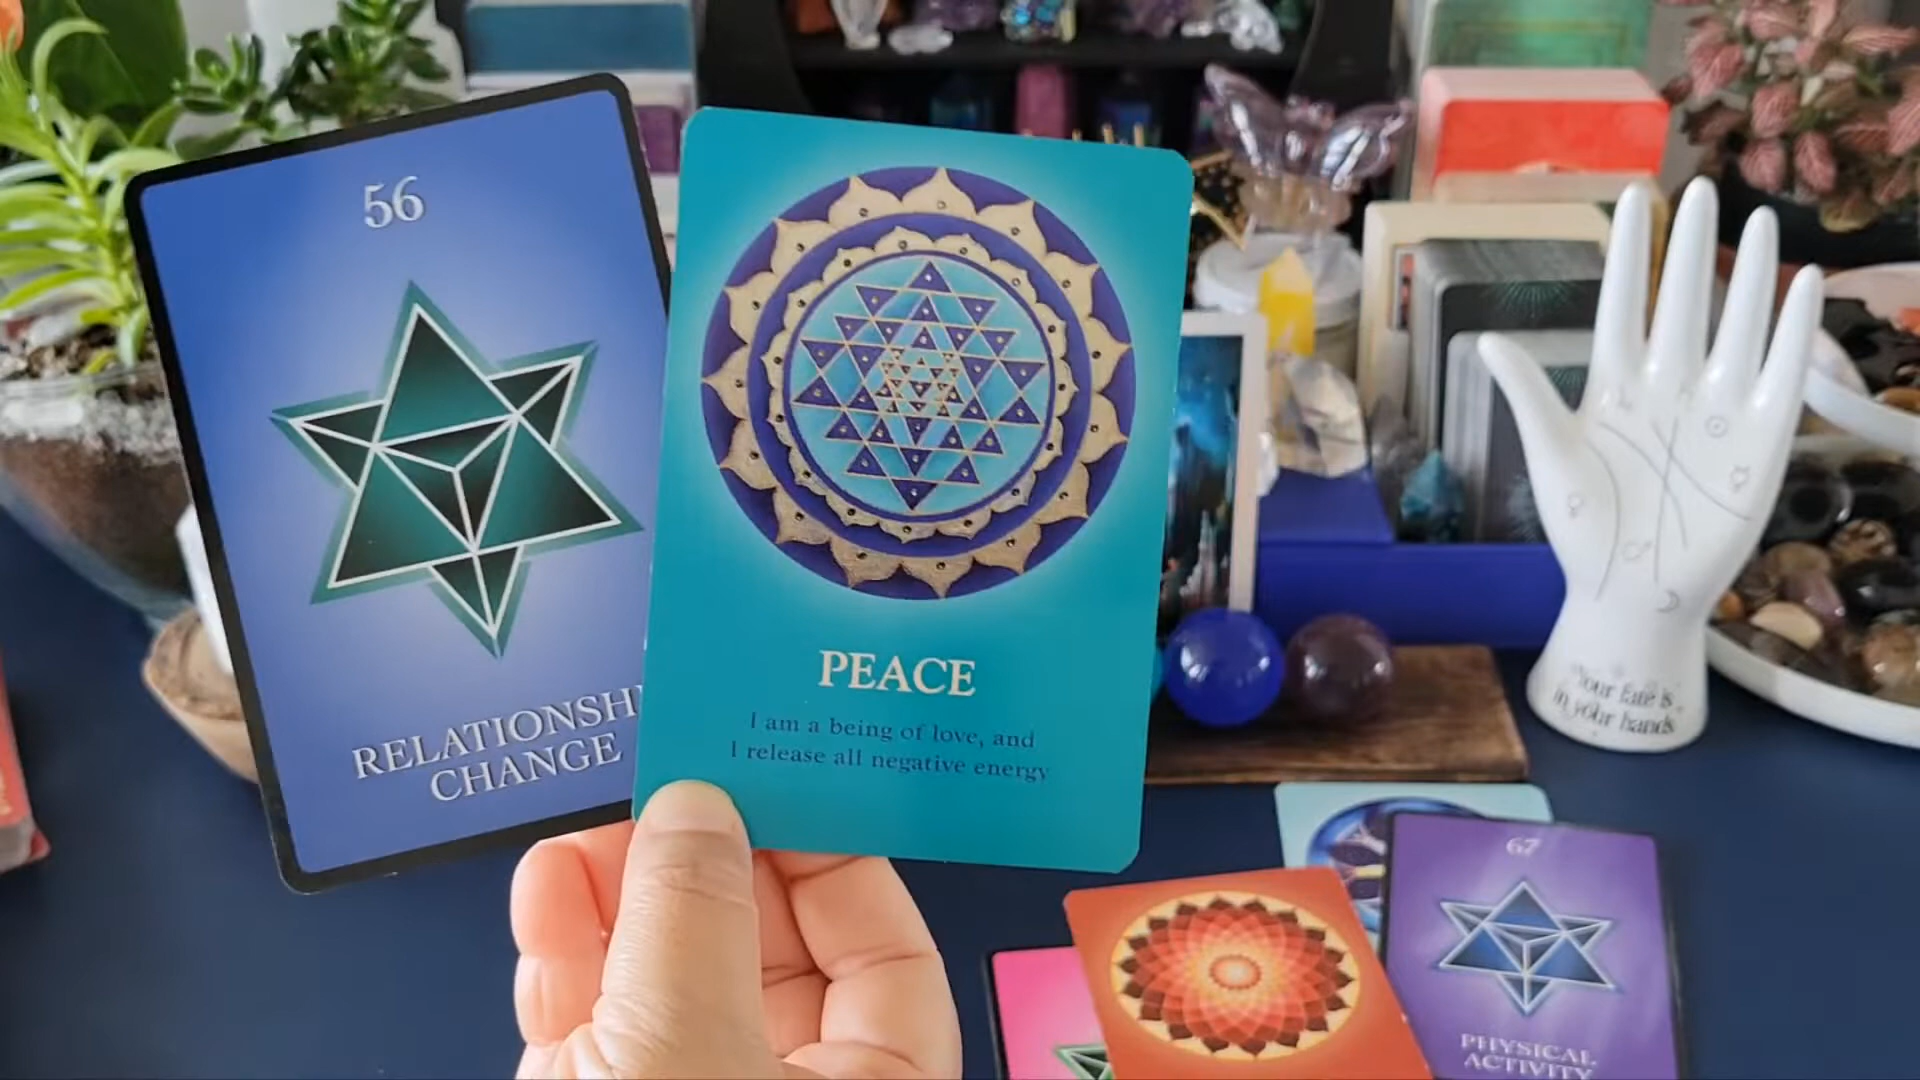 56
RELATIONSHI
CHANGE
PEACE
I am a being of love, and
I release all negative energy
Your fate is
in your hands
67
PHYSICAL
ACTIVITY